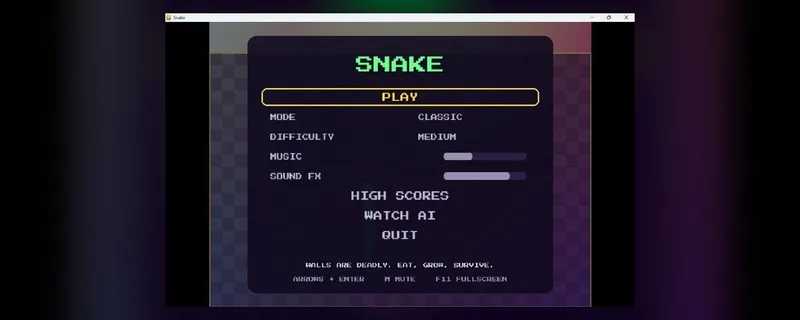 Snake
SNAKE
PLAY
MODE CLASSIC
DIFFICULTY MEDIUM
MUSIC
SOUND FX
HIGH SCORES
WATCH AI
QUIT
WALLS ARE DEADLY. EAT, GROW, SURVIVE.
ARROWS + ENTER M MUTE F11 FULLSCREEN